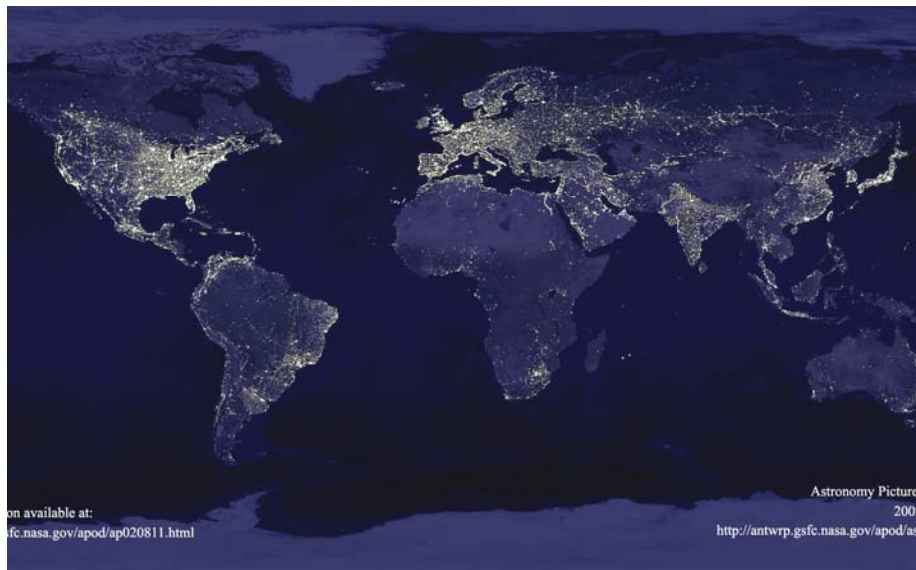 on available at:
sfc.nasa.gov/apod/ap020811.html
Astronomy Picture
200
http://antwrp.gsfc.nasa.gov/apod/as